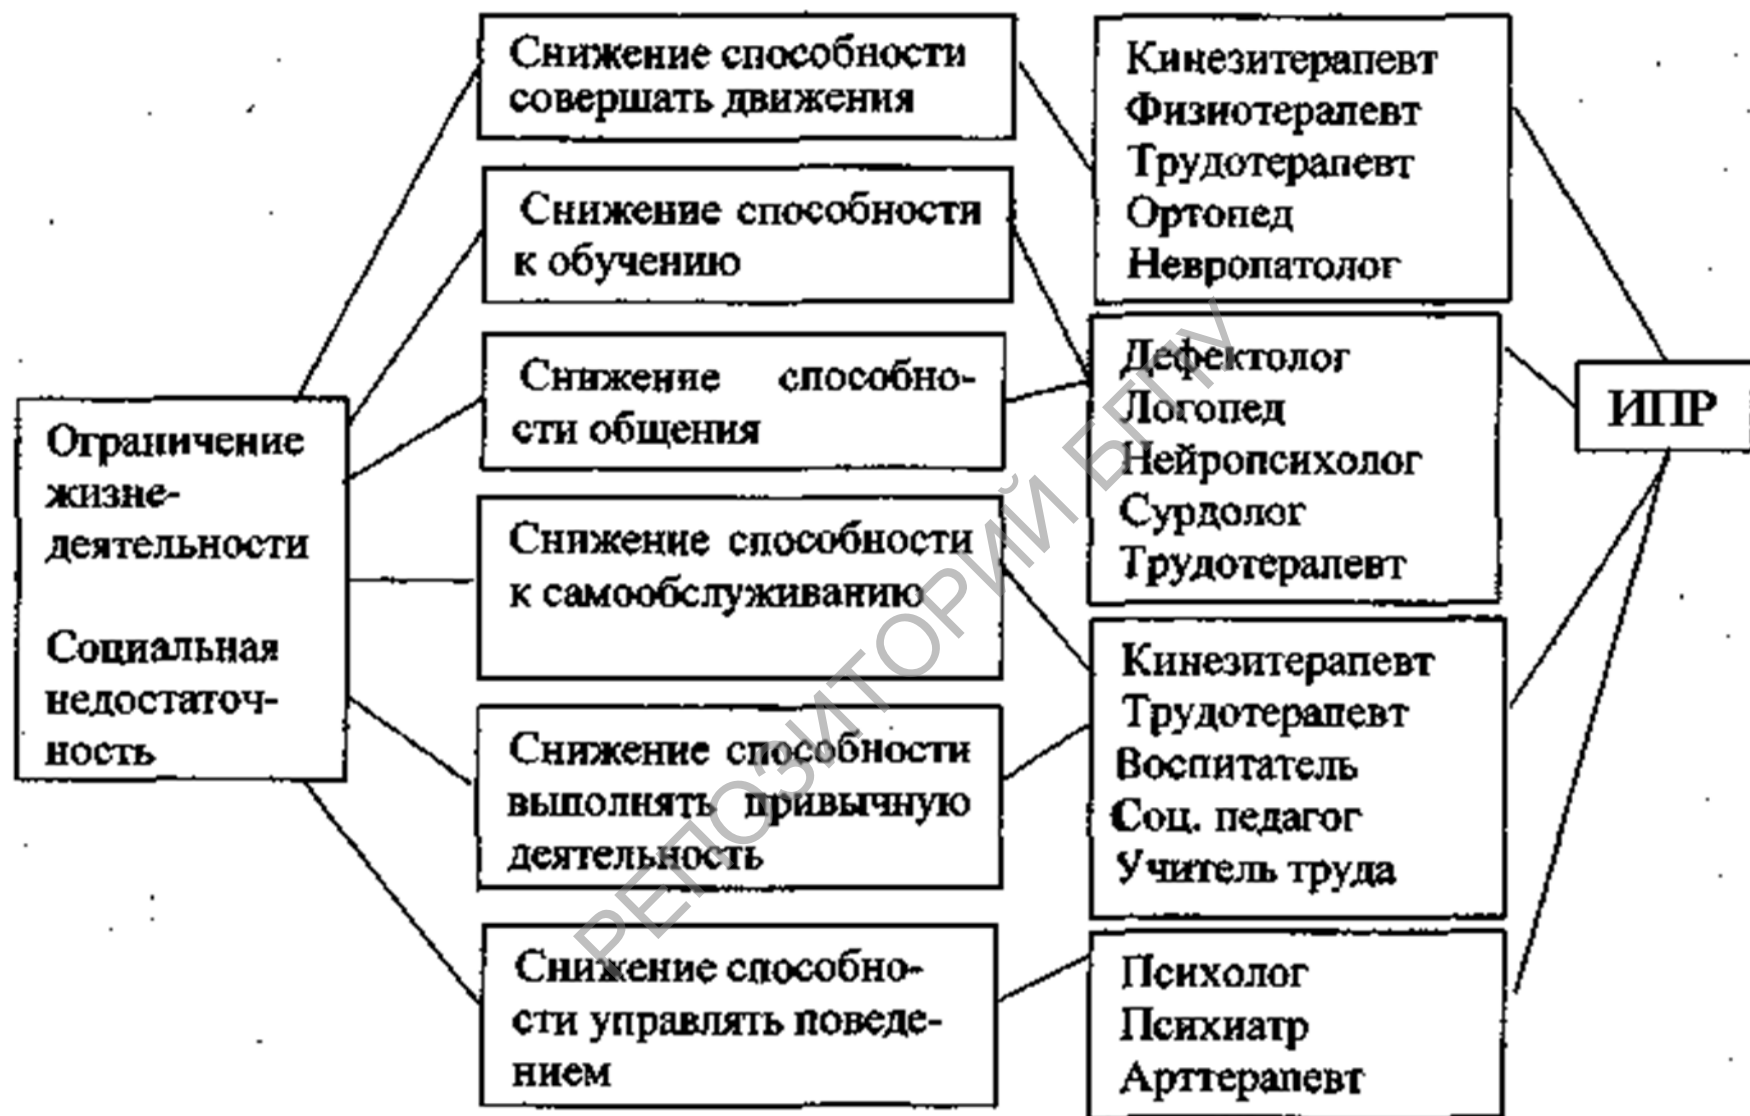 Ограничение
жизне-
деятельности
Социальная
недостаточ-
ность
Снижение способности
совершать движения
Снижение способности
к обучению
Снижение способно-
сти общения
Снижение способности
к самообслуживанию
Снижение способности
выполнять привычную
деятельность
Снижение способно-
сти управлять поведе-
нием
Кинезитерапевт
Физиотерапевт
Трудотерапевт
Ортопед
Невропатолог
Дефектолог
Логопед
Нейропсихолог
Сурдолог
Трудотерапевт
Кинезитерапевт
Трудотерапевт
Воспитатель
Соц. педагог
Учитель труда
Психолог
Психиатр
Арттерапевт
ИПР
РЕПОЗИТОРИЙ БГПУ